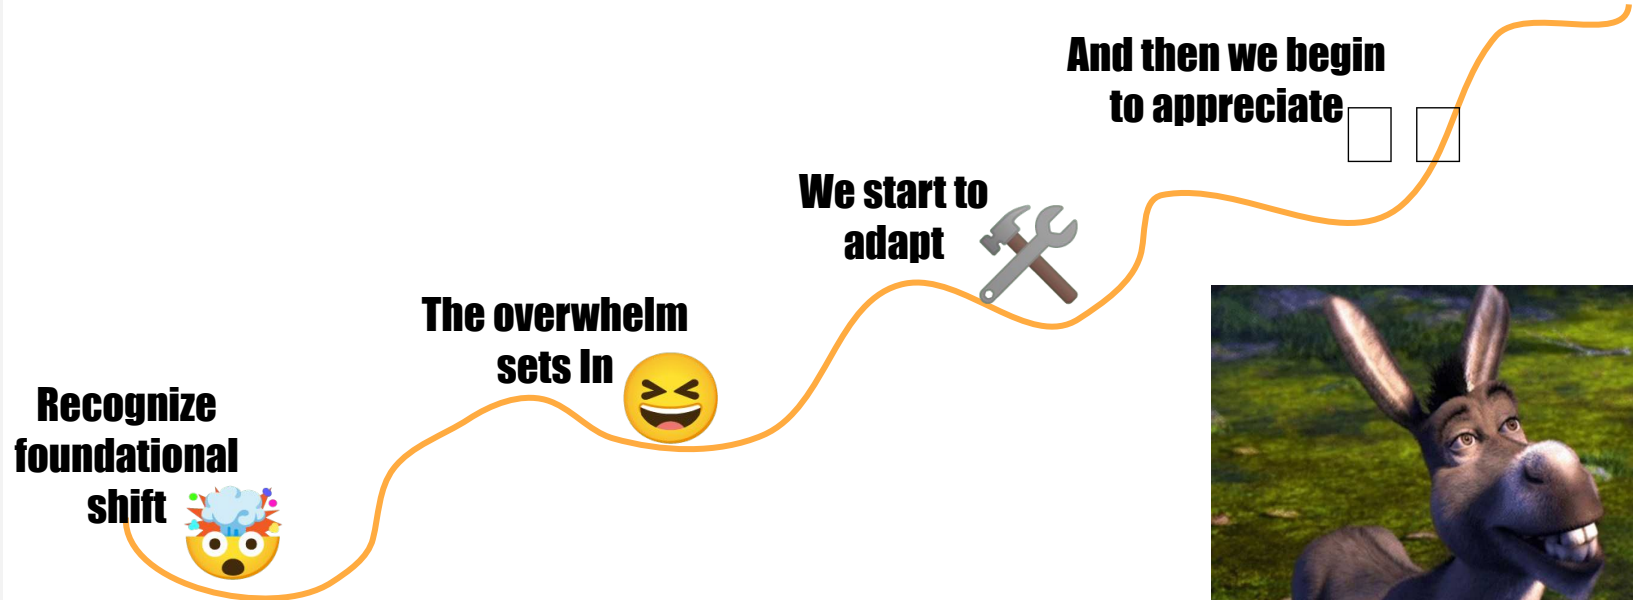 Recognize
foundational
shift
The overwhelm
sets In
We start to
adapt
And then we begin
to appreciate